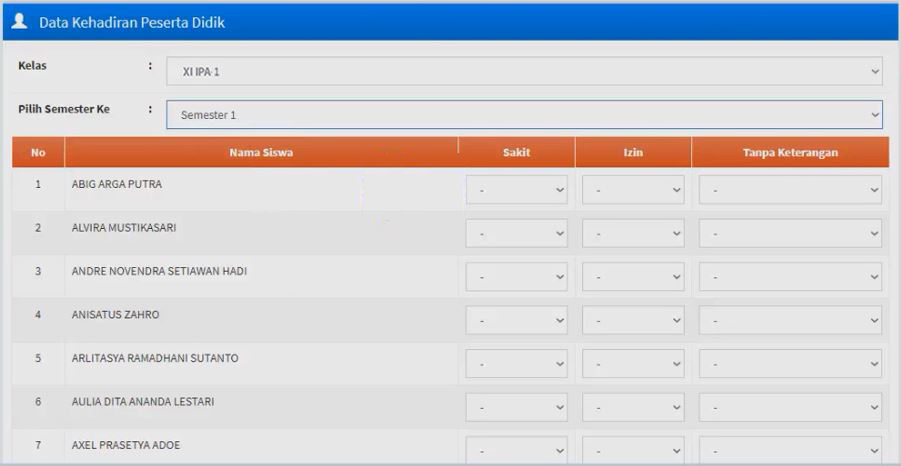 Data Kehadiran Peserta Didik
Kelas : XI IPA 1
Pilih Semester Ke : Semester 1
No Nama Siswa Sakit Izin Tanpa Keterangan
1 ABIG ARGA PUTRA - - -
2 ALVIRA MUSTIKASARI - - -
3 ANDRE NOVENDRA SETIAWAN HADI - - -
4 ANISATUS ZAHRO - - -
5 ARLITASYA RAMADHANI SUTANTO - - -
6 AULIA DITA ANANDA LESTARI - - -
7 AXEL PRASETYA ADOE - - -